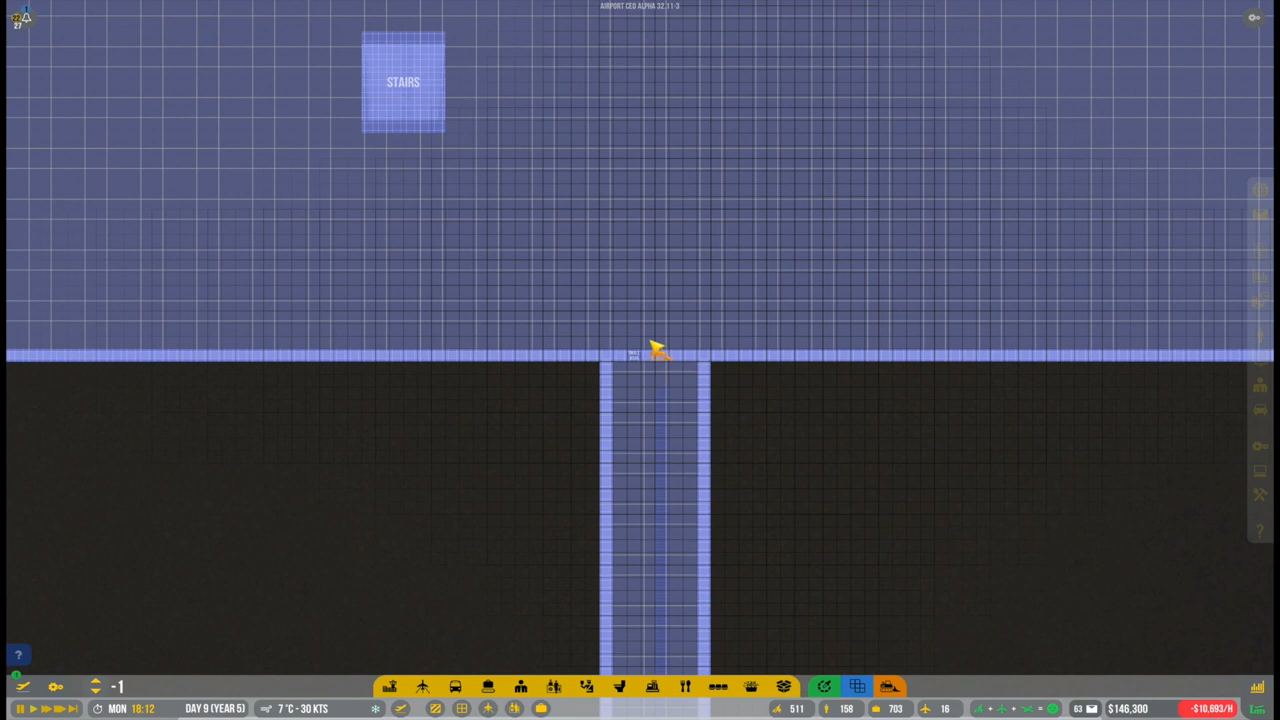 AIRPORT CEO ALPHA 32.11-3
27
STAIRS
?
?
-1
MON 18:12
DAY 9 (YEAR 5)
7 °C - 30 KTS
511
158
703
16
63
$146,300
-$10,693/H